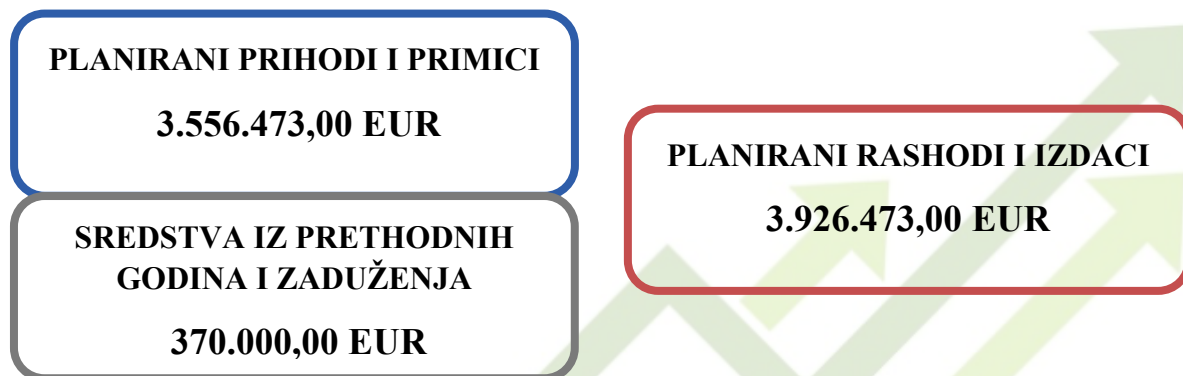 PLANIRANI PRIHODI I PRIMICI
3.556.473,00 EUR
SREDSTVA IZ PRETHODNIH
GODINA I ZADUŽENJA
370.000,00 EUR
PLANIRANI RASHODI I IZDACI
3.926.473,00 EUR